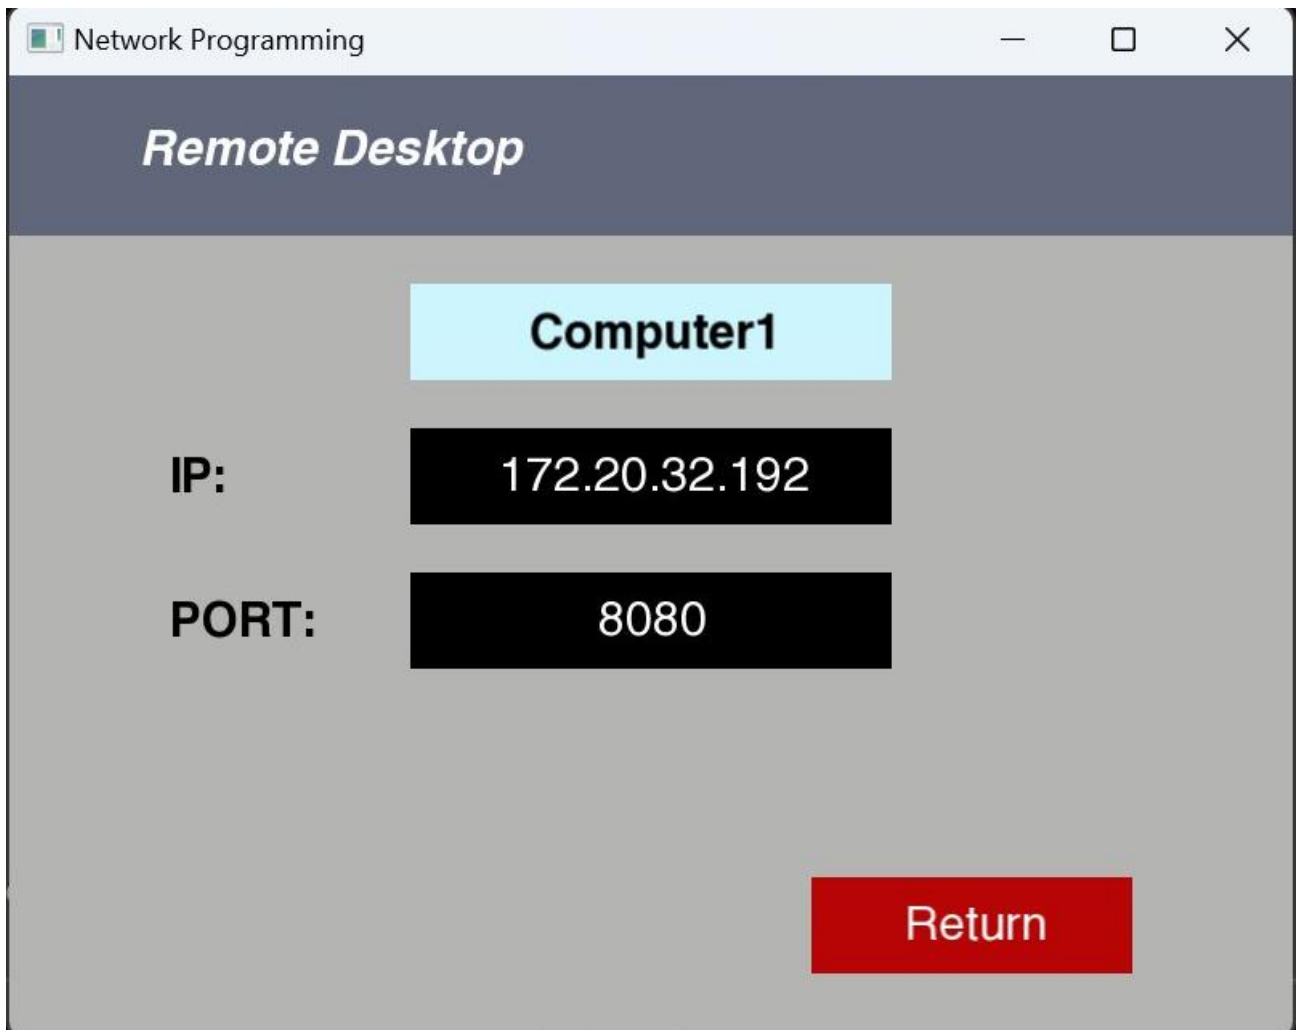 Network Programming
Remote Desktop
Computer1
IP: 172.20.32.192
PORT: 8080
Return